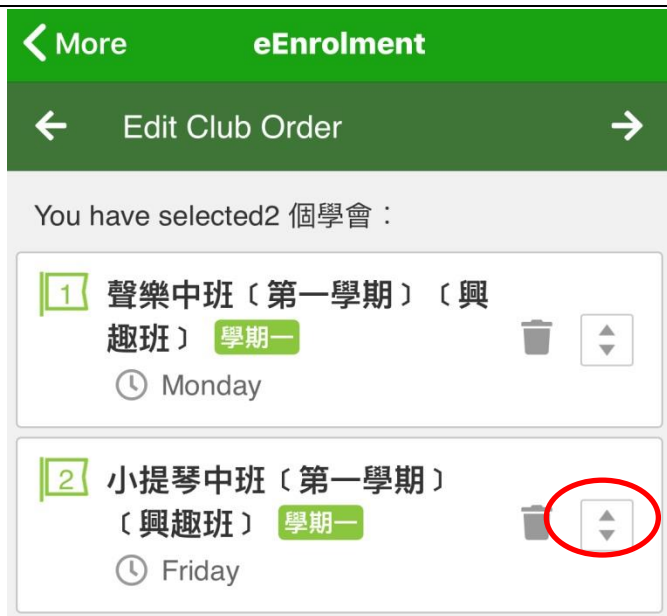 More eEnrolment
Edit Club Order
You have selected2 個學會：
1 聲樂中班﹝第一學期﹞﹝興
趣班﹞ 學期一
Monday
2 小提琴中班﹝第一學期﹞
﹝興趣班﹞ 學期一
Friday